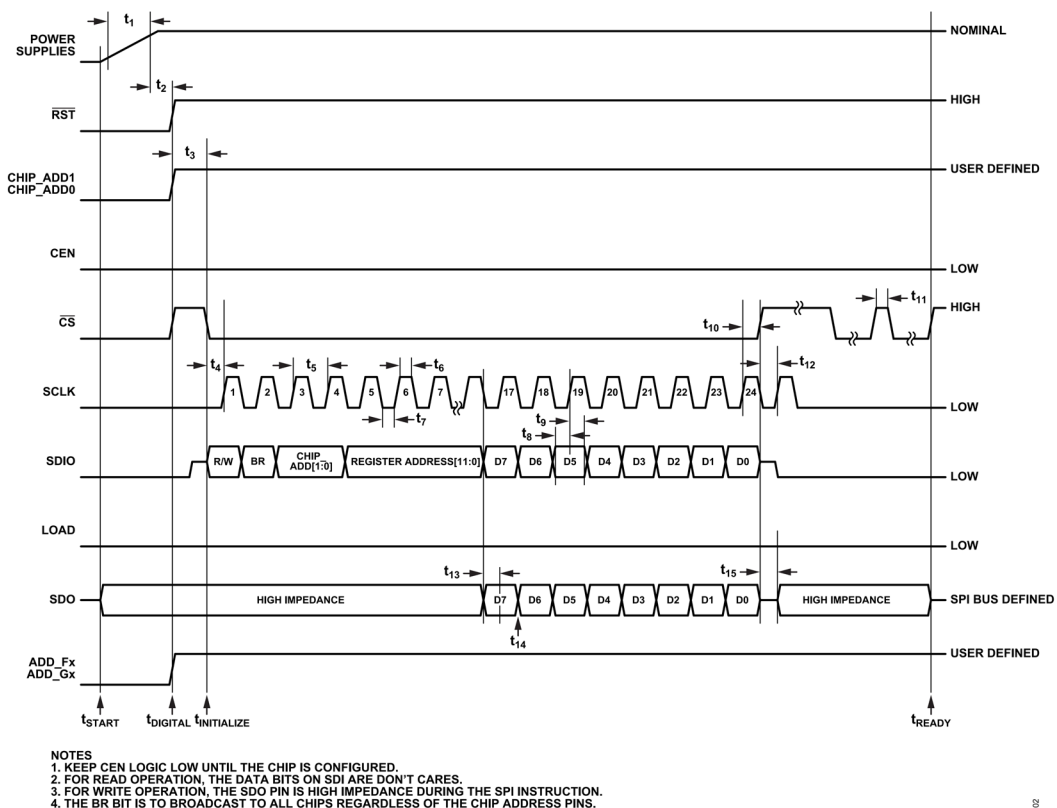 t1
POWER
SUPPLIES
NOMINAL
t2
RST
HIGH
t3
CHIP_ADD1
CHIP_ADD0
USER DEFINED
CEN
LOW
CS
HIGH
t10
t11
t4
t5
t6
t12
SCLK
1 2 3 4 5 6 7 17 18 19 20 21 22 23 24
LOW
t7
t9
t8
SDIO
R/W BR CHIP_ADD[1:0] REGISTER ADDRESS[11:0] D7 D6 D5 D4 D3 D2 D1 D0
LOW
LOAD
LOW
t13
t15
SDO
HIGH IMPEDANCE D7 D6 D5 D4 D3 D2 D1 D0 HIGH IMPEDANCE
SPI BUS DEFINED
t14
ADD_Fx
ADD_Gx
USER DEFINED
tSTART tDIGITAL tINITIALIZE tREADY
NOTES
1. KEEP CEN LOGIC LOW UNTIL THE CHIP IS CONFIGURED.
2. FOR READ OPERATION, THE DATA BITS ON SDI ARE DON'T CARES.
3. FOR WRITE OPERATION, THE SDO PIN IS HIGH IMPEDANCE DURING THE SPI INSTRUCTION.
4. THE BR BIT IS TO BROADCAST TO ALL CHIPS REGARDLESS OF THE CHIP ADDRESS PINS.
02